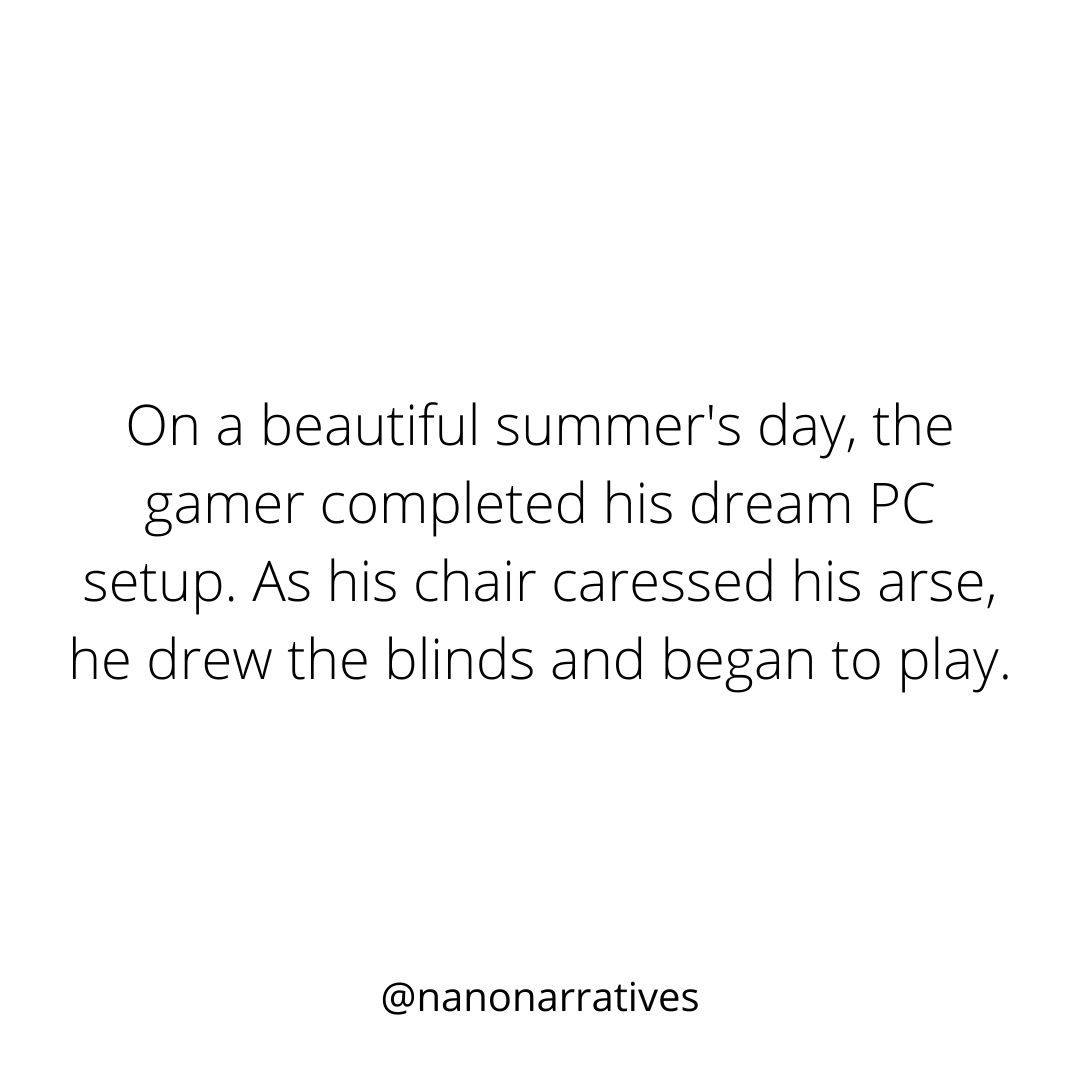 On a beautiful summer's day, the
gamer completed his dream PC
setup. As his chair caressed his arse,
he drew the blinds and began to play.
@nanonarratives